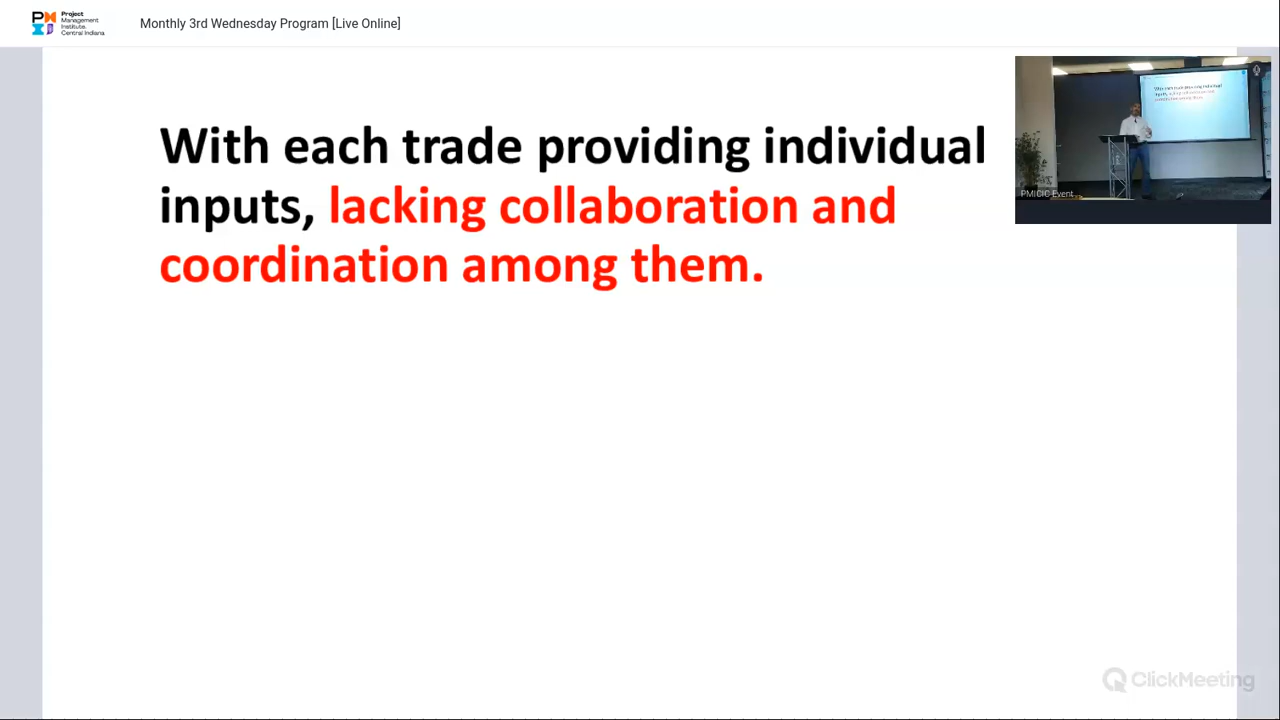 Project
Management
Institute.
Central Indiana
Monthly 3rd Wednesday Program [Live Online]
With each trade providing individual
inputs, lacking collaboration and
coordination among them.
PMICIC Event
ClickMeeting